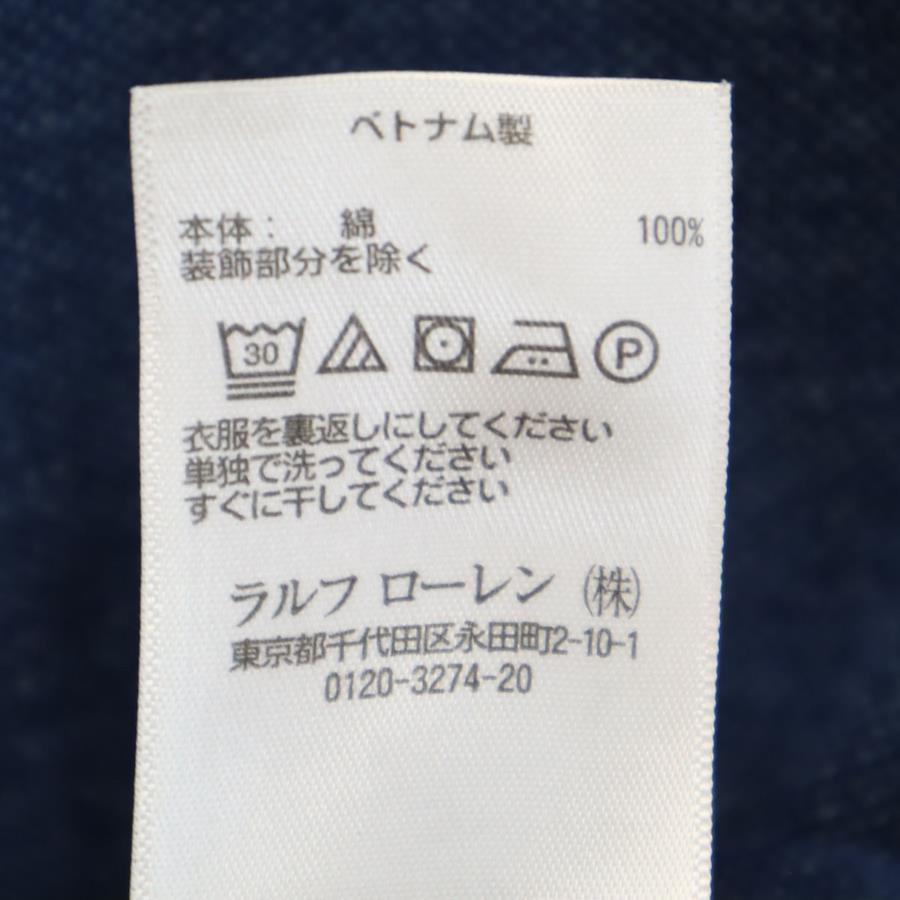 ベトナム製
本体： 綿 100%
装飾部分を除く
30 P
衣服を裏返しにしてください
単独で洗ってください
すぐに干してください
ラルフ ローレン ㈱
東京都千代田区永田町2-10-1
0120-3274-20